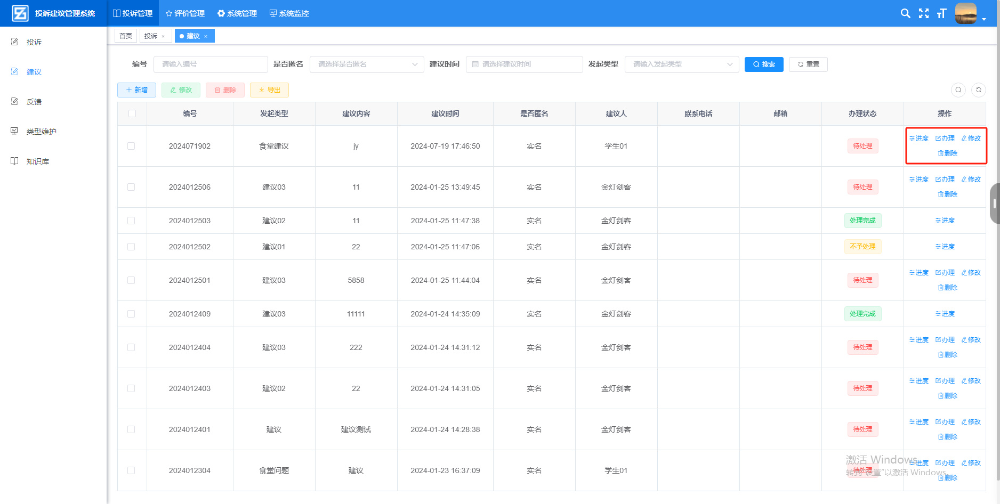 投诉建议管理系统 投诉管理 评价管理 系统管理 系统监控
首页 投诉 × 建议 ×
投诉
建议
反馈
类型维护
知识库
编号 请输入编号 是否匿名 请选择是否匿名 建议时间 请选择建议时间 发起类型 请输入发起类型 搜索 重置
新增 修改 删除 导出
编号 发起类型 建议内容 建议时间 是否匿名 建议人 联系电话 邮箱 办理状态 操作
2024071902 食堂建议 jy 2024-07-19 17:46:50 实名 学生01 待处理 进度 办理 修改
删除
2024012506 建议03 11 2024-01-25 13:49:45 实名 金灯剑客 待处理 进度 办理 修改
删除
2024012503 建议02 11 2024-01-25 11:47:38 实名 金灯剑客 处理完成 进度
2024012502 建议01 22 2024-01-25 11:47:06 实名 金灯剑客 不予处理 进度
2024012501 建议03 5858 2024-01-25 11:44:04 实名 金灯剑客 待处理 进度 办理 修改
删除
2024012409 建议03 11111 2024-01-24 14:35:09 实名 金灯剑客 处理完成 进度
2024012404 建议03 222 2024-01-24 14:31:12 实名 金灯剑客 待处理 进度 办理 修改
删除
2024012403 建议02 22 2024-01-24 14:31:05 实名 金灯剑客 待处理 进度 办理 修改
删除
2024012401 建议 建议测试 2024-01-24 14:28:38 实名 金灯剑客 待处理 进度 办理 修改
删除
2024012304 食堂问题 建议 2024-01-23 16:37:09 实名 学生01 待处理 进度 办理 修改
删除
激活 Windows
转到"设置"以激活 Windows。